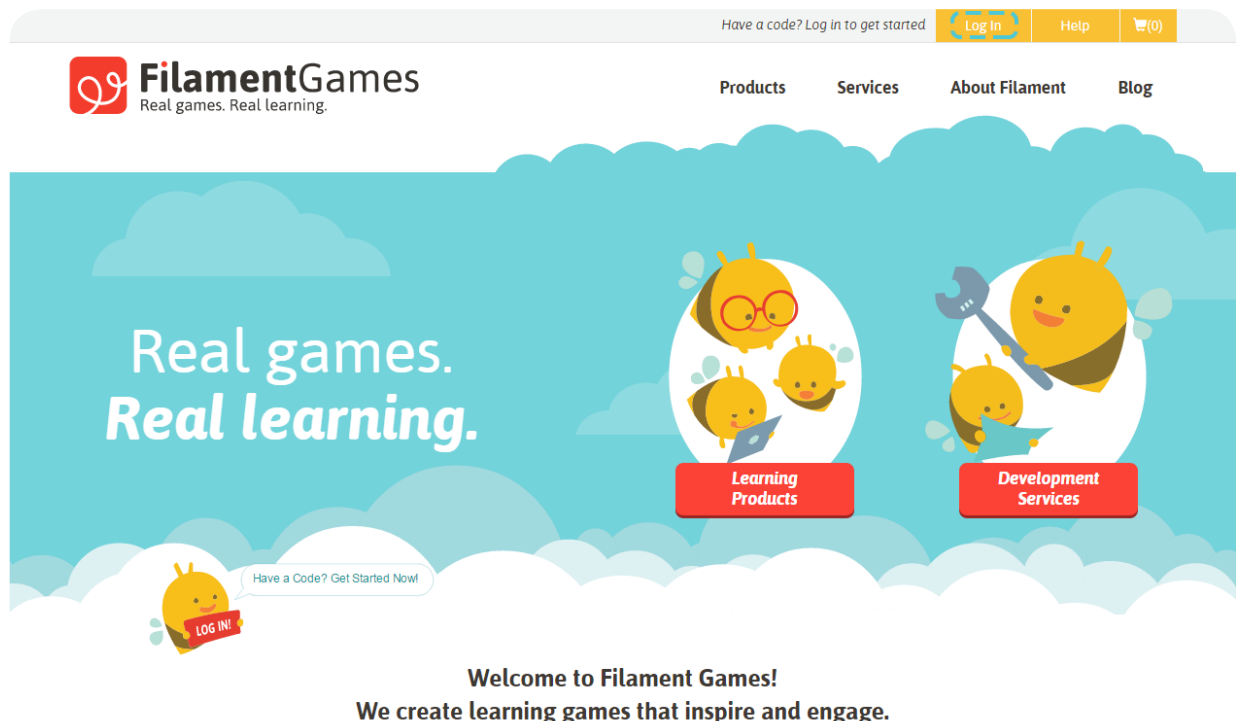 Have a code? Log in to get started
Log In
Help
(0)
FilamentGames
Real games. Real learning.
Products
Services
About Filament
Blog
Real games.
Real learning.
Learning
Products
Development
Services
Have a Code? Get Started Now!
LOG IN!
Welcome to Filament Games!
We create learning games that inspire and engage.